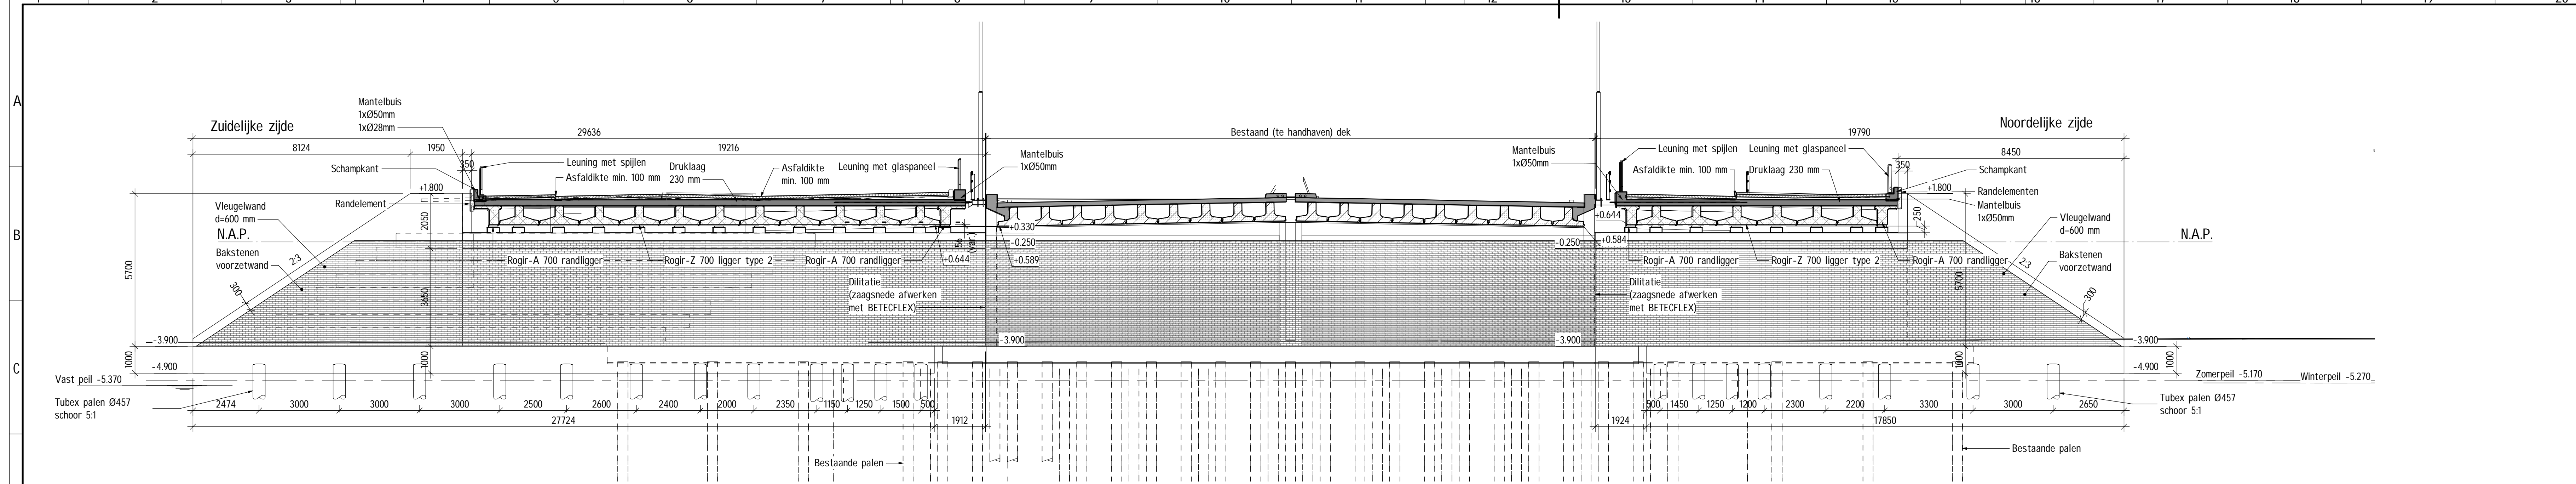 A
B
C
Zuidelijke zijde
Noordelijke zijde
Mantelbuis
1xØ50mm
1xØ28mm
29636
Bestaand (te handhaven) dek
19790
8124
1950
350
19216
8450
350
Schampkant
Leuning met spijlen
Asfaldikte min. 100 mm
Druklaag
230 mm
Asfaldikte
min. 100 mm
Leuning met glaspaneel
Mantelbuis
1xØ50mm
Mantelbuis
1xØ50mm
Leuning met spijlen
Leuning met glaspaneel
Asfaldikte min. 100 mm
Druklaag 230 mm
Schampkant
+1.800
Randelement
+1.800
Randelementen
Mantelbuis
1xØ50mm
Vleugelwand
d=600 mm
N.A.P.
Bakstenen
voorzetwand
2:3
300
5700
2050
3650
Rogir-A 700 randligger
Rogir-Z 700 ligger type 2
Rogir-A 700 randligger
+0.644
56
(var.)
+0.330
-0.250
+0.589
Dilitatie
(zaagsnede afwerken
met BETECFLEX)
-0.250
+0.644
+0.584
Rogir-A 700 randligger
Rogir-Z 700 ligger type 2
Rogir-A 700 randligger
1250
Dilitatie
(zaagsnede afwerken
met BETECFLEX)
Vleugelwand
d=600 mm
N.A.P.
Bakstenen
voorzetwand
2:3
300
5700
-3.900
-3.900
-3.900
-3.900
1000
1000
1000
1000
-4.900
-4.900
Vast peil -5.370
Zomerpeil -5.170
Winterpeil -5.270
Tubex palen Ø457
schoor 5:1
2474
3000
3000
3000
2500
2600
2400
2000
2350
1150
1250
1500
500
500
1450
1250
1200
2300
2200
3300
3000
2650
Tubex palen Ø457
schoor 5:1
27724
1912
1924
17850
Bestaande palen
Bestaande palen